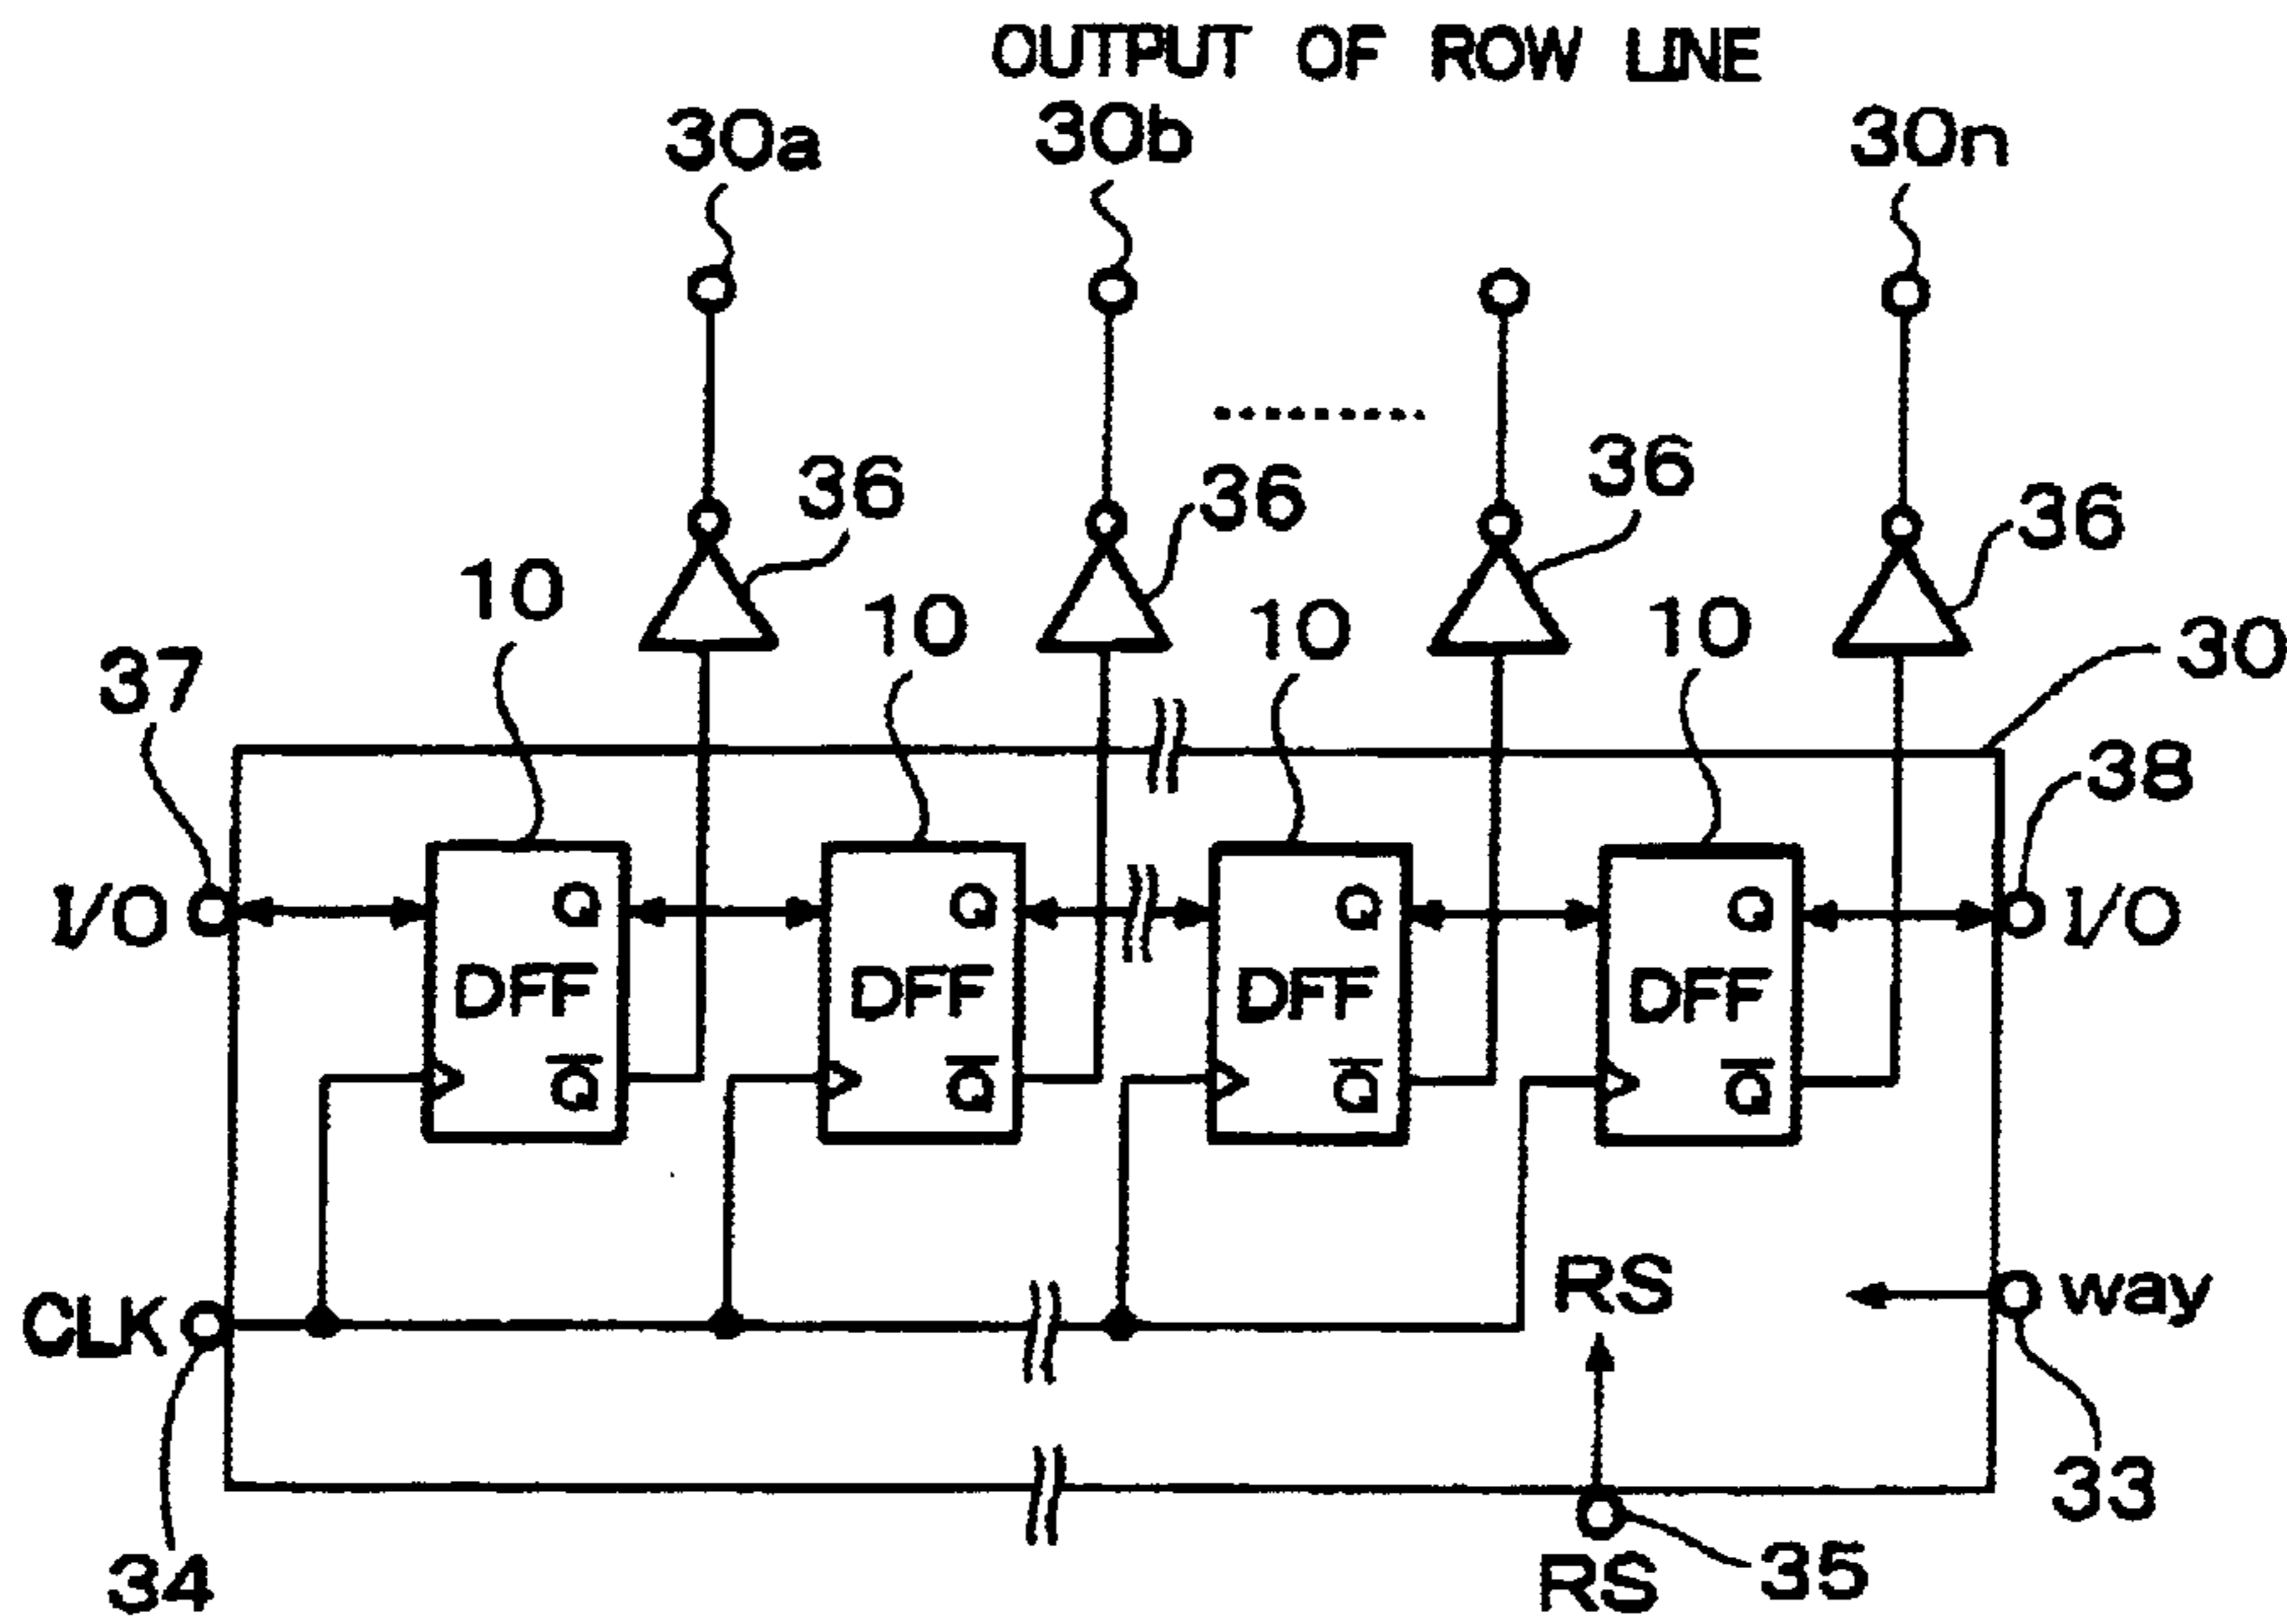 OUTPUT OF ROW LINE
30a 30b 30n
36 36 36 36
10 10 10 10
37 30
38
I/O Q Q Q Q I/O
DFF DFF DFF DFF
Q̅ Q̅ Q̅ Q̅
CLK RS way
34 33
RS 35